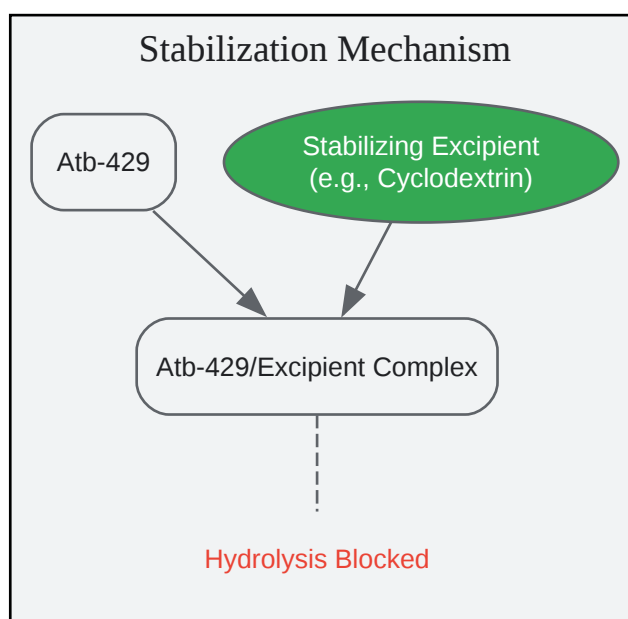 Stabilization Mechanism
Atb-429
Stabilizing Excipient
(e.g., Cyclodextrin)
Atb-429/Excipient Complex
Hydrolysis Blocked